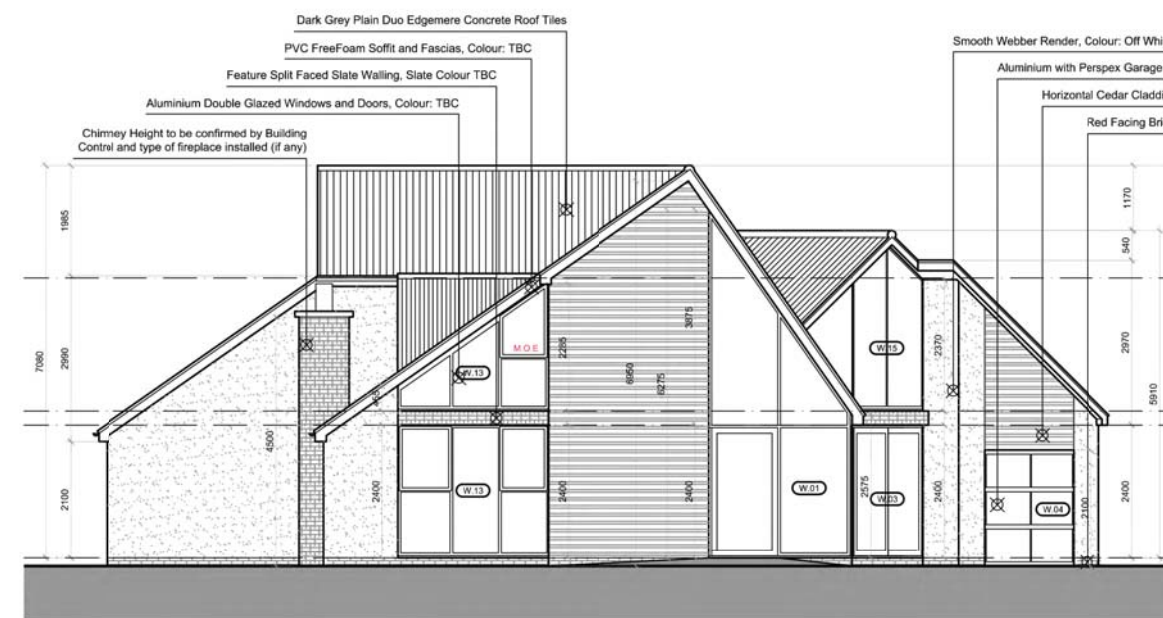 Dark Grey Plain Duo Edgemere Concrete Roof Tiles
PVC FreeFoam Soffit and Fascias, Colour: TBC
Feature Split Faced Slate Walling, Slate Colour TBC
Aluminium Double Glazed Windows and Doors, Colour: TBC
Chimney Height to be confirmed by Building
Control and type of fireplace installed (if any)
Smooth Webber Render, Colour: Off Whi
Aluminium with Perspex Garage
Horizontal Cedar Claddi
Red Facing Bri
7080
1985
2990
2100
4500
2400
455
W.13
M.O.E
2285
W.13
2400
6950
6275
3875
2400
W.01
2575
W.03
W.15
2370
2400
W.04
2100
1170
540
2970
2400
5910